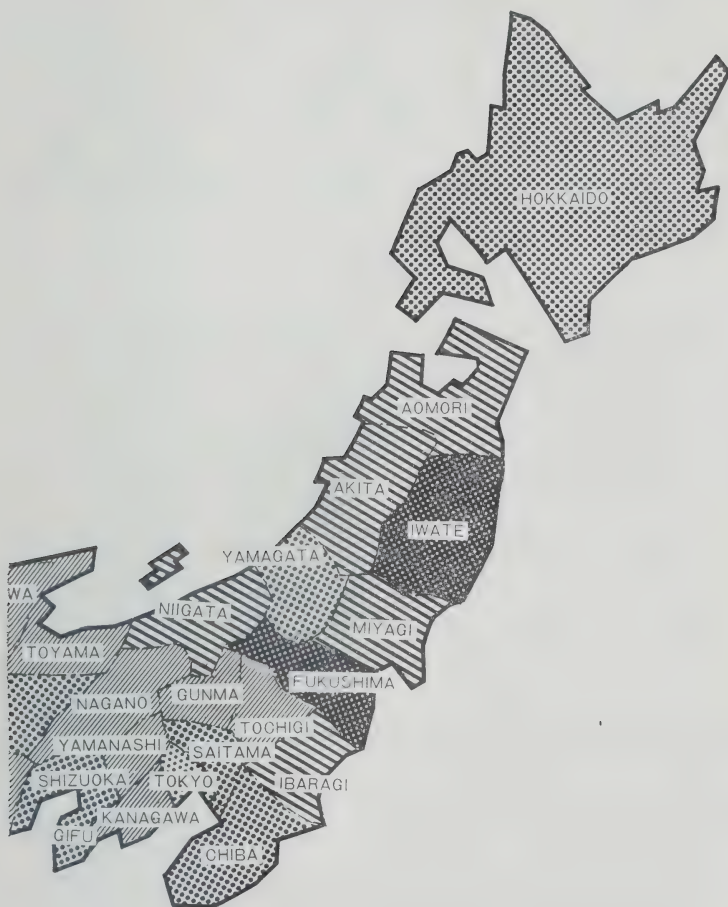 HOKKAIDO
AOMORI
AKITA
IWATE
YAMAGATA
WA
NIIGATA
MIYAGI
TOYAMA
FUKUSHIMA
NAGANO
GUNMA
TOCHIGI
YAMANASHI
SAITAMA
SHIZUOKA
TOKYO
IBARAGI
KANAGAWA
GIFU
CHIBA